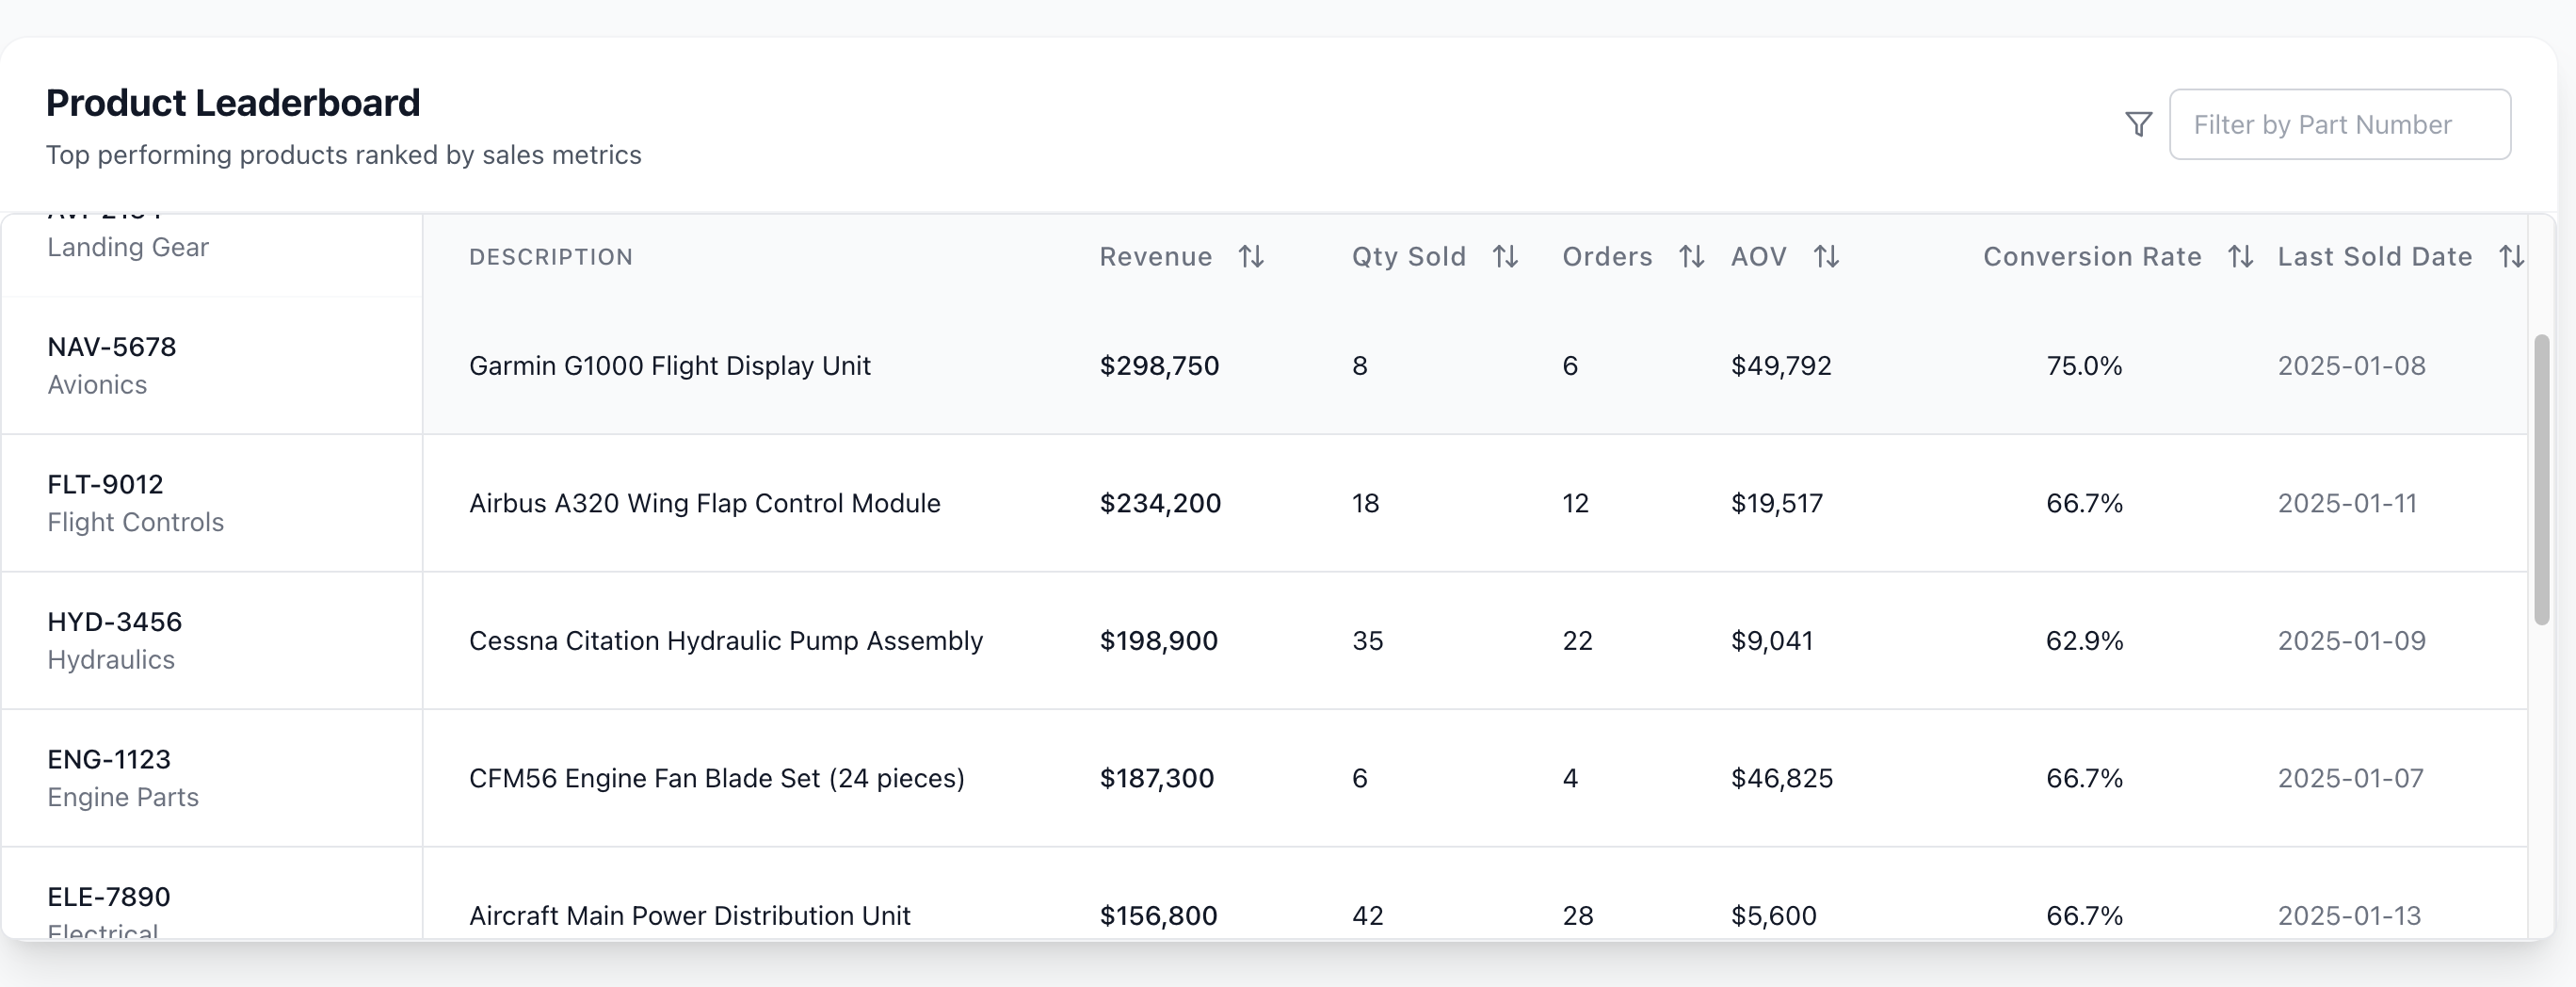 Product Leaderboard
Top performing products ranked by sales metrics
Filter by Part Number
Landing Gear
DESCRIPTION Revenue Qty Sold Orders AOV Conversion Rate Last Sold Date
NAV-5678
Avionics
Garmin G1000 Flight Display Unit $298,750 8 6 $49,792 75.0% 2025-01-08
FLT-9012
Flight Controls
Airbus A320 Wing Flap Control Module $234,200 18 12 $19,517 66.7% 2025-01-11
HYD-3456
Hydraulics
Cessna Citation Hydraulic Pump Assembly $198,900 35 22 $9,041 62.9% 2025-01-09
ENG-1123
Engine Parts
CFM56 Engine Fan Blade Set (24 pieces) $187,300 6 4 $46,825 66.7% 2025-01-07
ELE-7890
Electrical
Aircraft Main Power Distribution Unit $156,800 42 28 $5,600 66.7% 2025-01-13